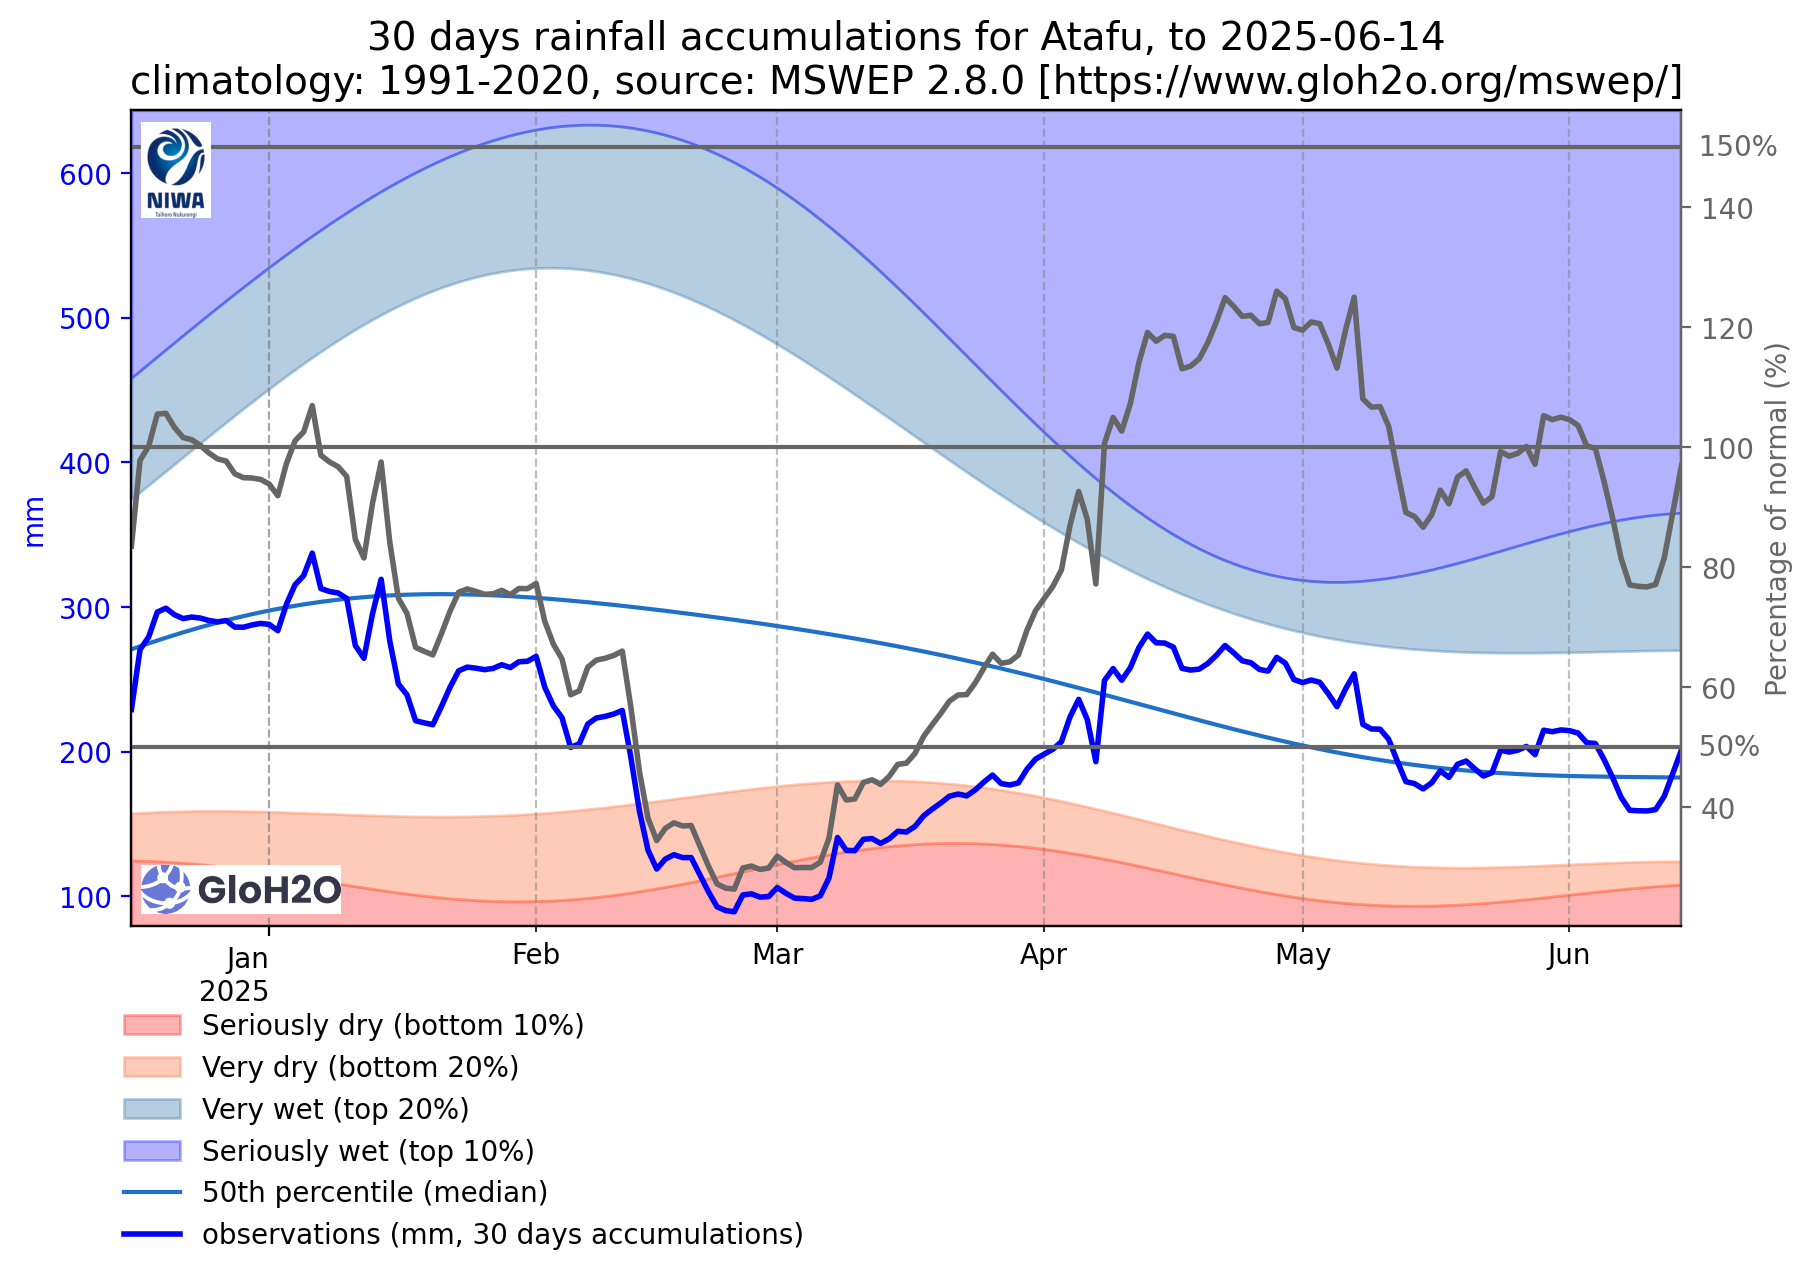 30 days rainfall accumulations for Atafu, to 2025-06-14
climatology: 1991-2020, source: MSWEP 2.8.0 [https://www.gloh2o.org/mswep/]
NIWA
Taihoro Nukurangi
600
500
400
300
200
100
mm
150%
140
120
100
80
60
50%
40
Percentage of normal (%)
GloH2O
Jan
2025
Feb
Mar
Apr
May
Jun
Seriously dry (bottom 10%)
Very dry (bottom 20%)
Very wet (top 20%)
Seriously wet (top 10%)
50th percentile (median)
observations (mm, 30 days accumulations)